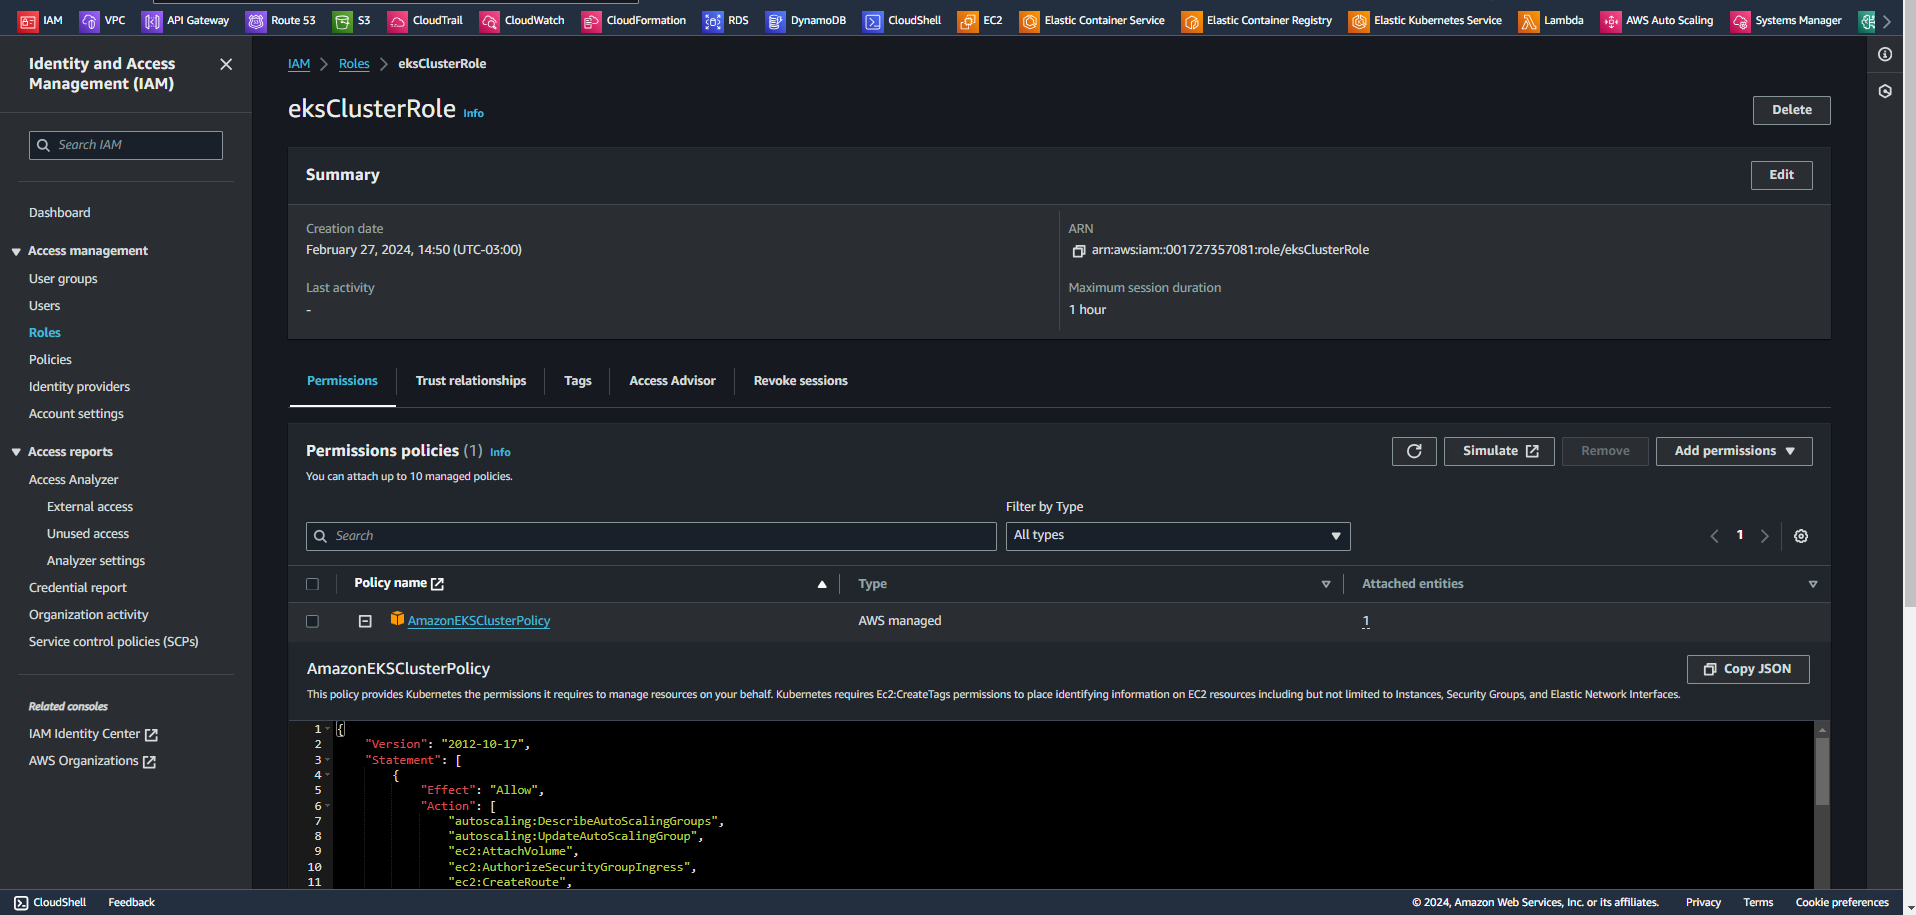 IAM
VPC
API Gateway
Route 53
S3
CloudTrail
CloudWatch
CloudFormation
RDS
DynamoDB
CloudShell
EC2
Elastic Container Service
Elastic Container Registry
Elastic Kubernetes Service
Lambda
AWS Auto Scaling
Systems Manager
Identity and Access
Management (IAM)
Search IAM
Dashboard
Access management
User groups
Users
Roles
Policies
Identity providers
Account settings
Access reports
Access Analyzer
External access
Unused access
Analyzer settings
Credential report
Organization activity
Service control policies (SCPs)
Related consoles
IAM Identity Center
AWS Organizations
IAM
Roles
eksClusterRole
eksClusterRole Info
Delete
Summary
Edit
Creation date
February 27, 2024, 14:50 (UTC-03:00)
ARN
arn:aws:iam::001727357081:role/eksClusterRole
Last activity
-
Maximum session duration
1 hour
Permissions
Trust relationships
Tags
Access Advisor
Revoke sessions
Permissions policies (1) Info
You can attach up to 10 managed policies.
Simulate
Remove
Add permissions
Filter by Type
Search
All types
1
Policy name
Type
Attached entities
AmazonEKSClusterPolicy
AWS managed
1
AmazonEKSClusterPolicy
Copy JSON
This policy provides Kubernetes the permissions it requires to manage resources on your behalf. Kubernetes requires Ec2:CreateTags permissions to place identifying information on EC2 resources including but not limited to Instances, Security Groups, and Elastic Network Interfaces.
1 {
2 "Version": "2012-10-17",
3 "Statement": [
4 {
5 "Effect": "Allow",
6 "Action": [
7 "autoscaling:DescribeAutoScalingGroups",
8 "autoscaling:UpdateAutoScalingGroup",
9 "ec2:AttachVolume",
10 "ec2:AuthorizeSecurityGroupIngress",
11 "ec2:CreateRoute",
CloudShell
Feedback
© 2024, Amazon Web Services, Inc. or its affiliates.
Privacy
Terms
Cookie preferences